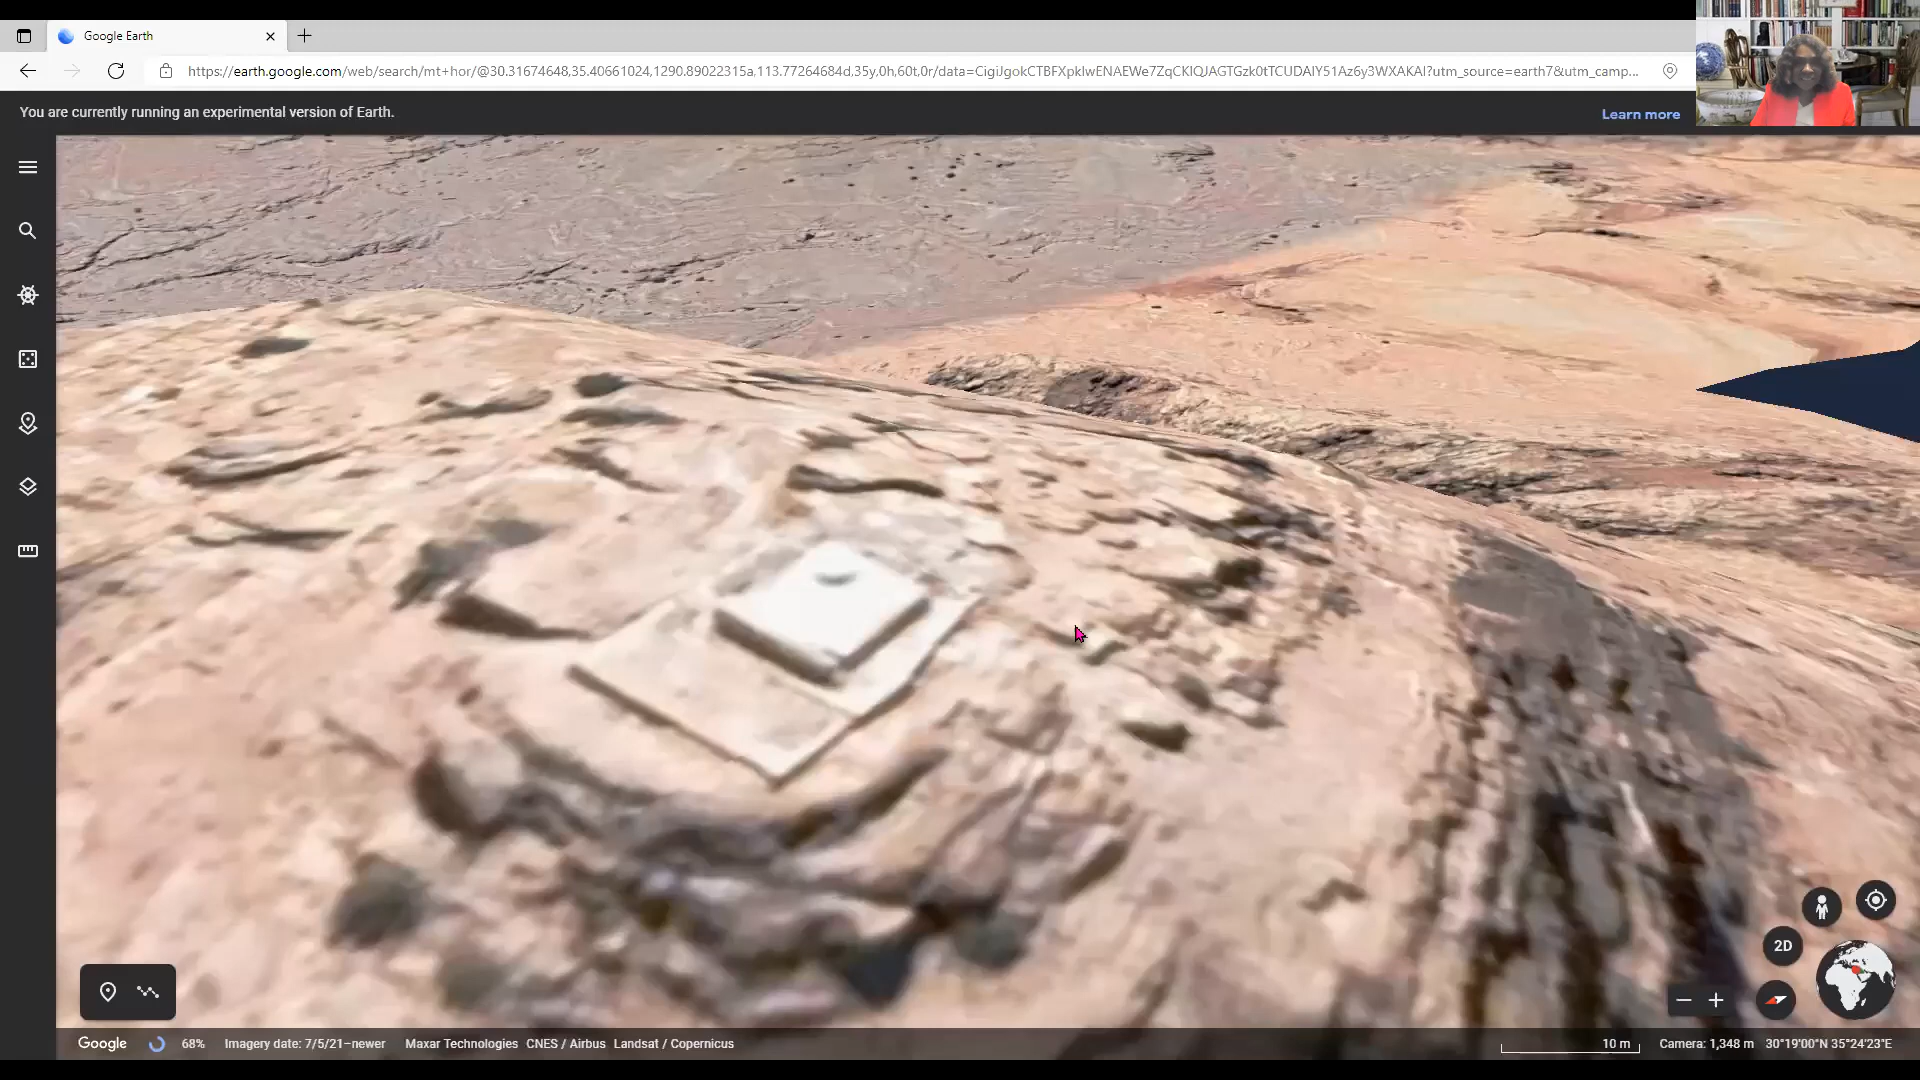 Google Earth
https://earth.google.com/web/search/mt+hor/@30.31674648,35.40661024,1290.89022315a,113.77264684d,35y,0h,60t,0r/data=CigiJgokCTBFXpklwENAEWe7ZqCKlQJAGTGzk0tTCUDAIY51Az6y3WXAKAI?utm_source=earth7&utm_camp...
You are currently running an experimental version of Earth.
Learn more
2D
Google
68%
Imagery date: 7/5/21–newer
Maxar Technologies CNES / Airbus Landsat / Copernicus
10 m
Camera: 1,348 m 30°19'00"N 35°24'23"E